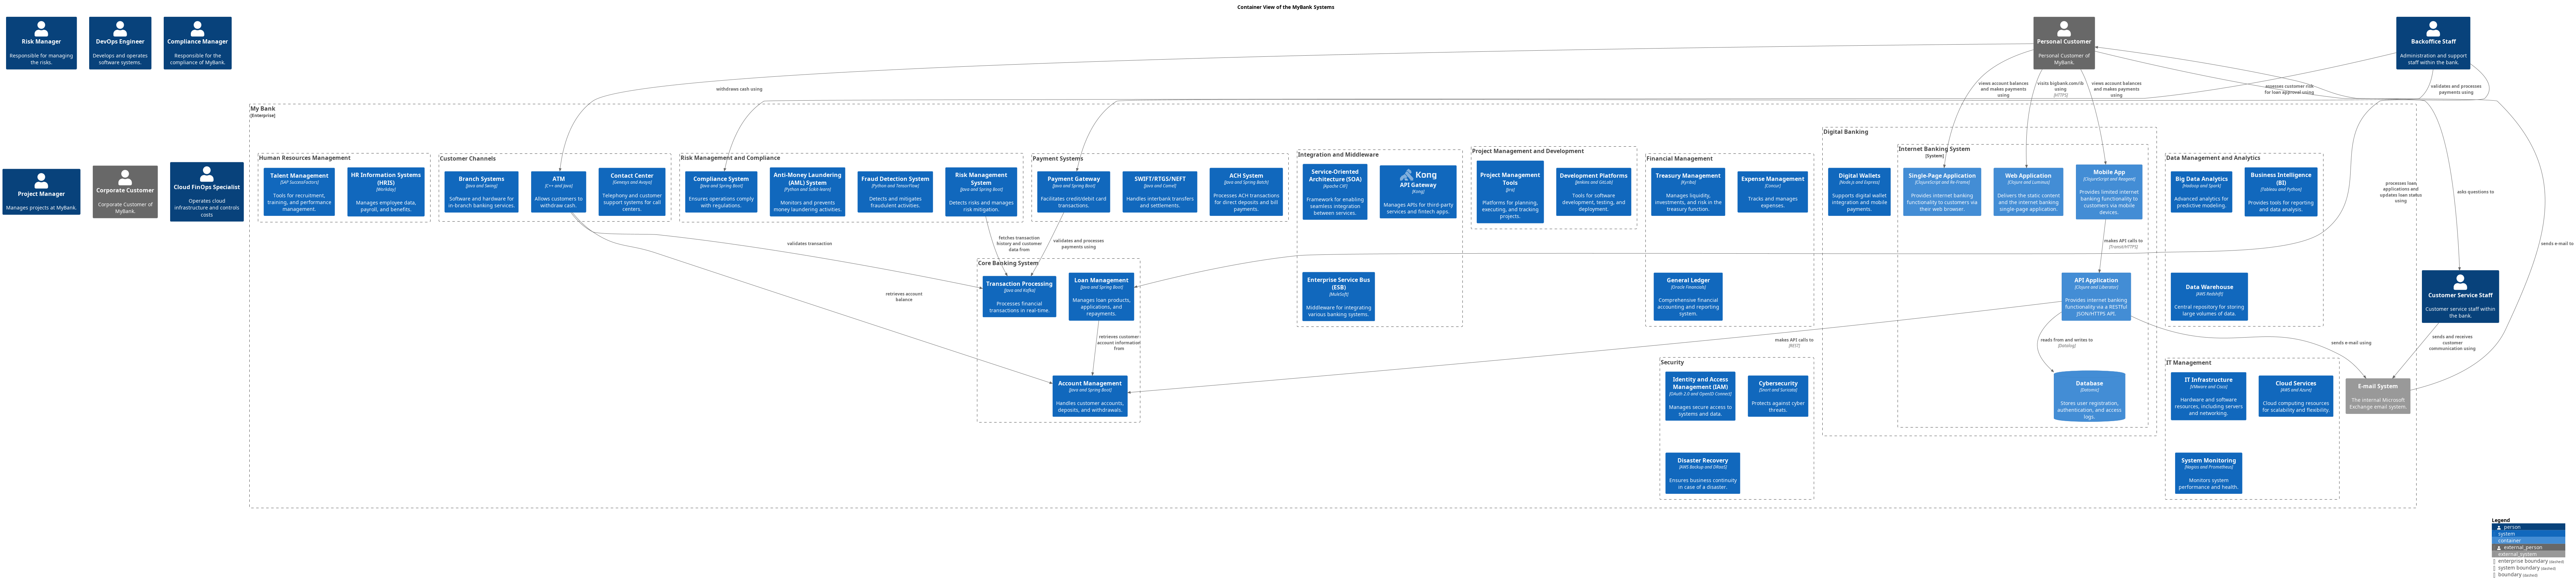 Container View of the MyBank Systems
Risk Manager
Responsible for managing
the risks.
DevOps Engineer
Develops and operates
software systems.
Compliance Manager
Responsible for the
compliance of MyBank.
Personal Customer
Personal Customer of
MyBank.
Backoffice Staff
Administration and support
staff within the bank.
withdraws cash using
views account balances
and makes payments
using
visits bigbank.com/ib
using
[HTTPS]
views account balances
and makes payments
using
assesses customer risk
for loan approval using
validates and processes
payments using
My Bank
[Enterprise]
Project Manager
Manages projects at MyBank.
Corporate Customer
Corporate Customer of
MyBank.
Cloud FinOps Specialist
Operates cloud
infrastructure and controls
costs
Human Resources Management
Talent Management
[SAP SuccessFactors]
Tools for recruitment,
training, and performance
management.
HR Information Systems
(HRIS)
[Workday]
Manages employee data,
payroll, and benefits.
Customer Channels
Branch Systems
[Java and Swing]
Software and hardware for
in-branch banking services.
ATM
[C++ and Java]
Allows customers to
withdraw cash.
Contact Center
[Genesys and Avaya]
Telephony and customer
support systems for call
centers.
Risk Management and Compliance
Compliance System
[Java and Spring Boot]
Ensures operations comply
with regulations.
Anti-Money Laundering
(AML) System
[Python and Scikit-learn]
Monitors and prevents
money laundering activities.
Fraud Detection System
[Python and TensorFlow]
Detects and mitigates
fraudulent activities.
Risk Management
System
[Java and Spring Boot]
Detects risks and manages
risk mitigation.
Payment Systems
Payment Gateway
[Java and Spring Boot]
Facilitates credit/debit card
transactions.
SWIFT/RTGS/NEFT
[Java and Camel]
Handles interbank transfers
and settlements.
ACH System
[Java and Spring Batch]
Processes ACH transactions
for direct deposits and bill
payments.
Integration and Middleware
Service-Oriented
Architecture (SOA)
[Apache CXF]
Framework for enabling
seamless integration
between services.
Kong
API Gateway
[Kong]
Manages APIs for third-party
services and fintech apps.
Enterprise Service Bus
(ESB)
[MuleSoft]
Middleware for integrating
various banking systems.
Project Management and Development
Project Management
Tools
[Jira]
Platforms for planning,
executing, and tracking
projects.
Development Platforms
[Jenkins and GitLab]
Tools for software
development, testing, and
deployment.
Financial Management
Treasury Management
[Kyriba]
Manages liquidity,
investments, and risk in the
treasury function.
Expense Management
[Concur]
Tracks and manages
expenses.
General Ledger
[Oracle Financials]
Comprehensive financial
accounting and reporting
system.
Digital Banking
Digital Wallets
[Node.js and Express]
Supports digital wallet
integration and mobile
payments.
Internet Banking System
[System]
Single-Page Application
[ClojureScript and Re-Frame]
Provides internet banking
functionality to customers via
their web browser.
Web Application
[Clojure and Luminus]
Delivers the static content
and the internet banking
single-page application.
Mobile App
[ClojureScript and Reagent]
Provides limited internet
banking functionality to
customers via mobile
devices.
makes API calls to
[Transit/HTTPS]
API Application
[Clojure and Liberator]
Provides internet banking
functionality via a RESTful
JSON/HTTPS API.
reads from and writes to
[Datalog]
Database
[Datomic]
Stores user registration,
authentication, and access
logs.
Data Management and Analytics
Big Data Analytics
[Hadoop and Spark]
Advanced analytics for
predictive modeling.
Business Intelligence
(BI)
[Tableau and Python]
Provides tools for reporting
and data analysis.
Data Warehouse
[AWS Redshift]
Central repository for storing
large volumes of data.
processes loan
applications and
updates loan status
using
asks questions to
sends e-mail to
Customer Service Staff
Customer service staff within
the bank.
validates transaction
fetches transaction
history and customer
data from
validates and processes
payments using
retrieves account
balance
Core Banking System
Transaction Processing
[Java and Kafka]
Processes financial
transactions in real-time.
Loan Management
[Java and Spring Boot]
Manages loan products,
applications, and
repayments.
retrieves customer
account information
from
Account Management
[Java and Spring Boot]
Handles customer accounts,
deposits, and withdrawals.
makes API calls to
[REST]
sends e-mail using
sends and receives
customer
communication using
Security
Identity and Access
Management (IAM)
[OAuth 2.0 and OpenID Connect]
Manages secure access to
systems and data.
Cybersecurity
[Snort and Suricata]
Protects against cyber
threats.
Disaster Recovery
[AWS Backup and DRaaS]
Ensures business continuity
in case of a disaster.
IT Management
IT Infrastructure
[VMware and Cisco]
Hardware and software
resources, including servers
and networking.
Cloud Services
[AWS and Azure]
Cloud computing resources
for scalability and flexibility.
System Monitoring
[Nagios and Prometheus]
Monitors system
performance and health.
E-mail System
The internal Microsoft
Exchange email system.
Legend
person
system
container
external_person
external_system
enterprise boundary (dashed)
system boundary (dashed)
boundary (dashed)